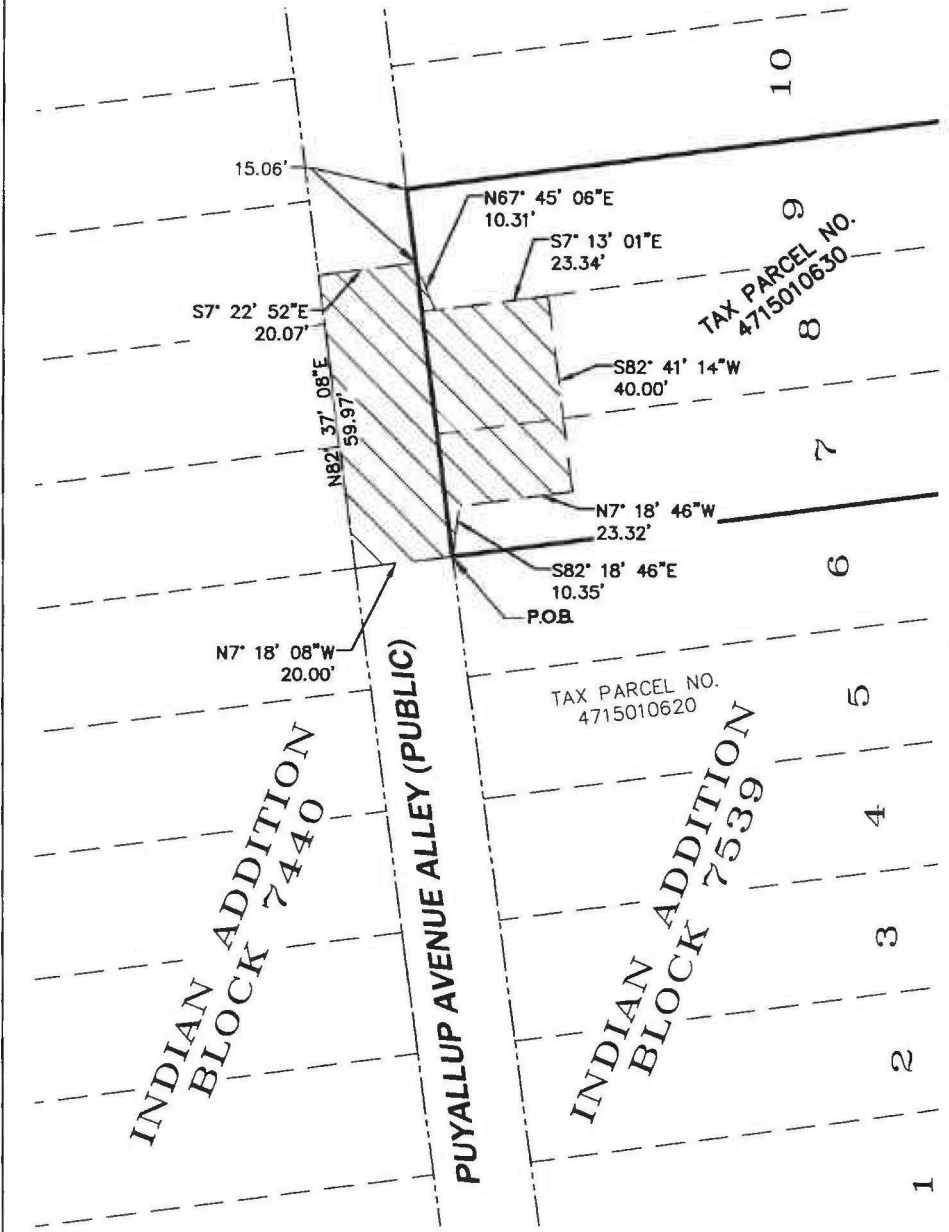 10
15.06'
N67° 45' 06"E
10.31'
S7° 13' 01"E
23.34'
9
TAX PARCEL NO.
4715010630
S7° 22' 52"E
20.07'
8
S82° 41' 14"W
40.00'
N82° 37' 08"E
59.97'
7
N7° 18' 46"W
23.32'
S82° 18' 46"E
10.35'
6
P.O.B.
N7° 18' 08"W
20.00'
TAX PARCEL NO.
4715010620
5
INDIAN ADDITION
BLOCK 7440
PUYALLUP AVENUE ALLEY (PUBLIC)
INDIAN ADDITION
BLOCK 7539
4
3
2
1